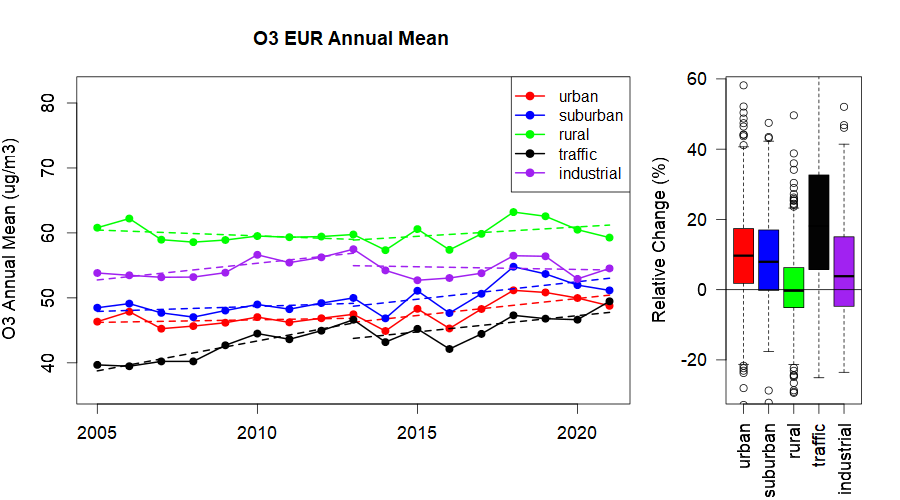 O3 EUR Annual Mean
O3 Annual Mean (ug/m3)
80
70
60
50
40
2005
2010
2015
2020
urban
suburban
rural
traffic
industrial
Relative Change (%)
60
40
20
0
-20
urban
suburban
rural
traffic
industrial